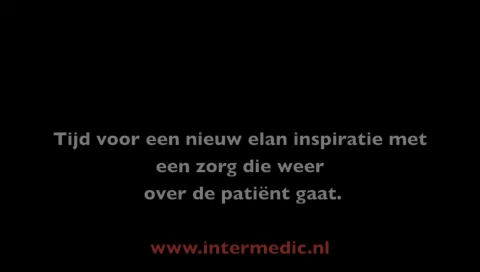 Tijd voor een nieuw elan inspiratie met
een zorg die weer
over de patiënt gaat.
www.intermedic.nl